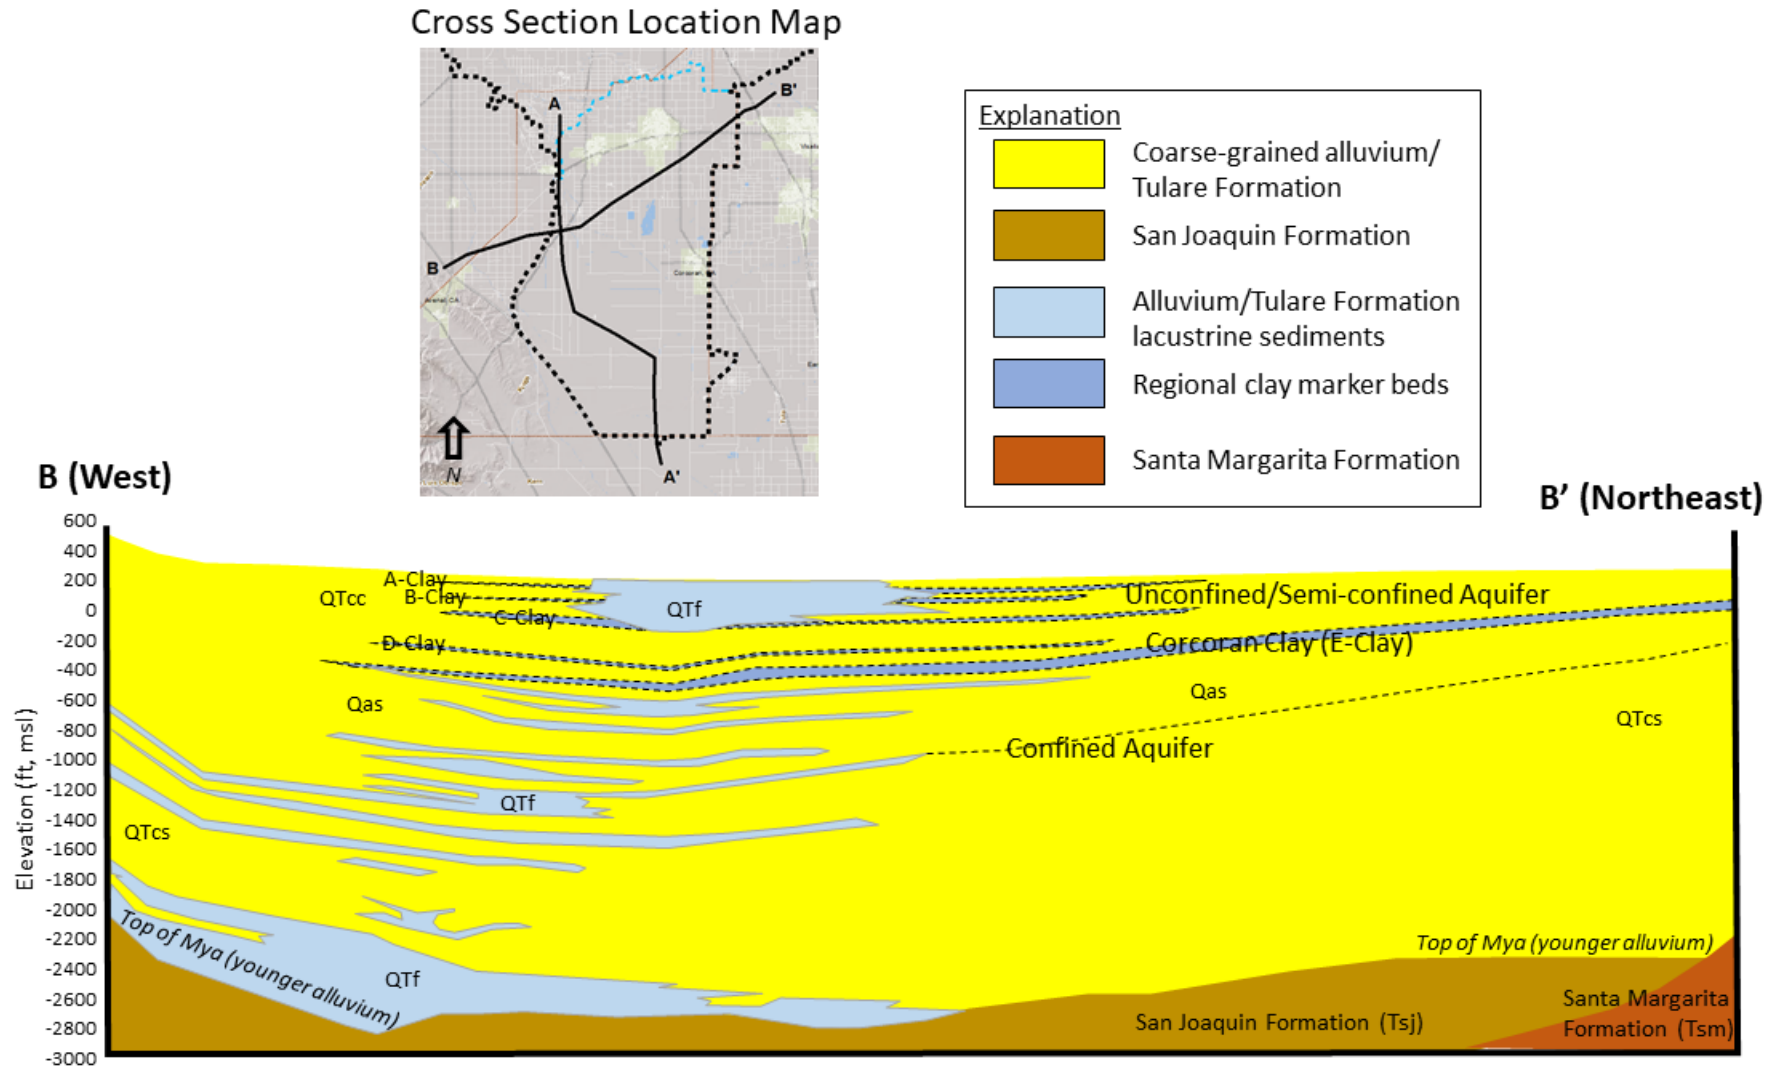 Cross Section Location Map
A
B'
B
Corcoran, CA
N
A'
Explanation
Coarse-grained alluvium/
Tulare Formation
San Joaquin Formation
Alluvium/Tulare Formation
lacustrine sediments
Regional clay marker beds
Santa Margarita Formation
B (West)
B’ (Northeast)
Elevation (ft, msl)
600
400
200
0
-200
-400
-600
-800
-1000
-1200
-1400
-1600
-1800
-2000
-2200
-2400
-2600
-2800
-3000
A-Clay
QTcc
B-Clay
C-Clay
QTf
Unconfined/Semi-confined Aquifer
D-Clay
Corcoran Clay (E-Clay)
Qas
Qas
QTcs
Confined Aquifer
QTf
QTcs
Top of Mya (younger alluvium)
QTf
Top of Mya (younger alluvium)
San Joaquin Formation (Tsj)
Santa Margarita
Formation (Tsm)